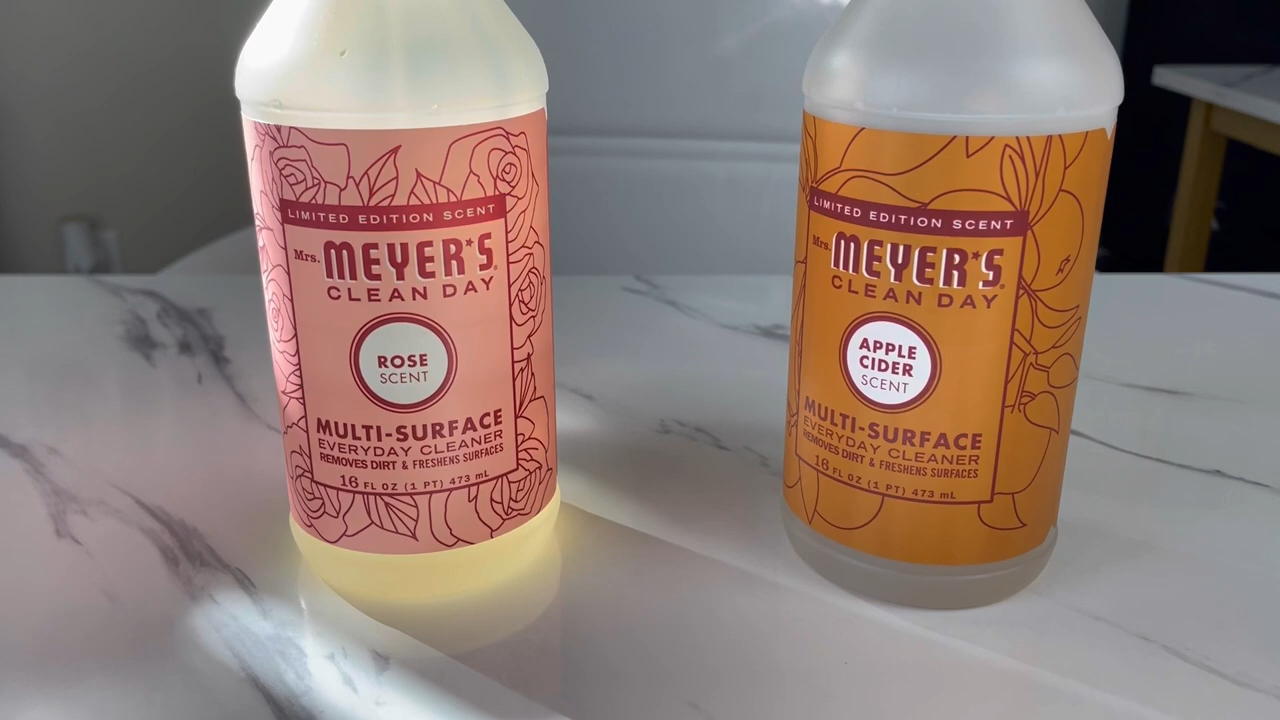 LIMITED EDITION SCENT
Mrs. MEYER'S®
CLEAN DAY
ROSE
SCENT
MULTI-SURFACE
EVERYDAY CLEANER
REMOVES DIRT & FRESHENS SURFACES
16 FL OZ (1 PT) 473 mL
LIMITED EDITION SCENT
Mrs. MEYER'S®
CLEAN DAY
APPLE
CIDER
SCENT
MULTI-SURFACE
EVERYDAY CLEANER
REMOVES DIRT & FRESHENS SURFACES
16 FL OZ (1 PT) 473 mL